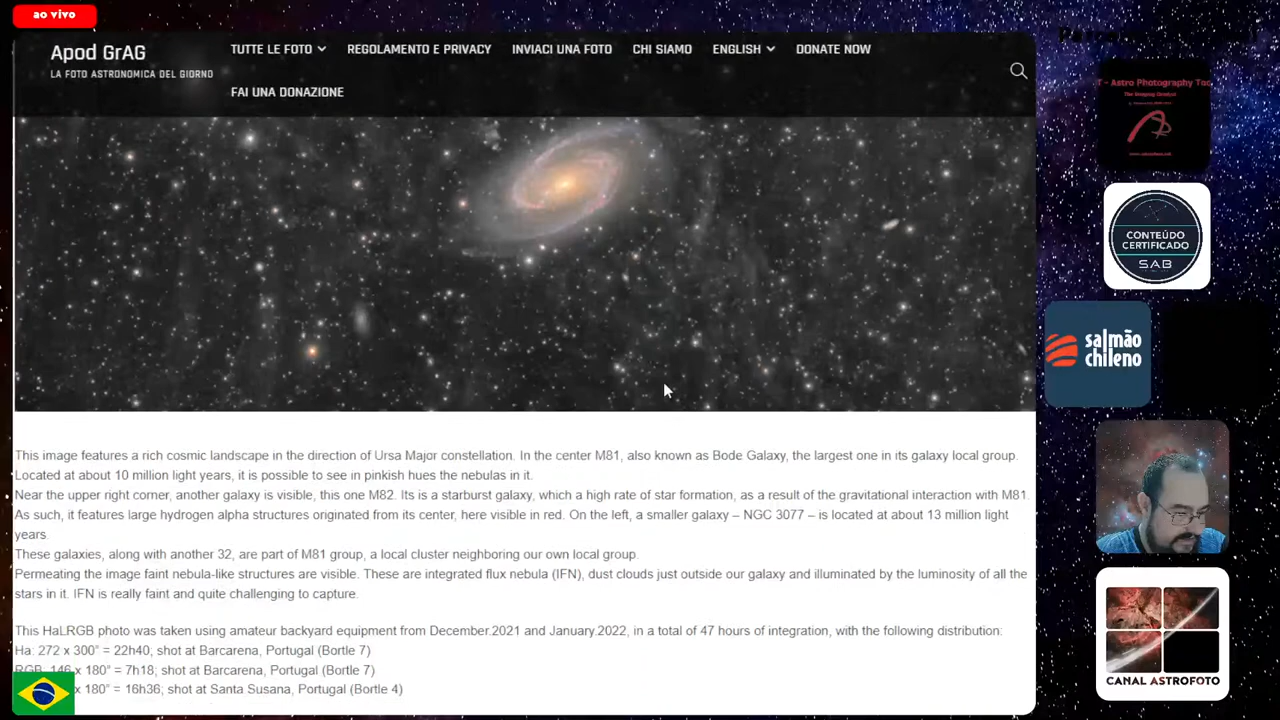 ao vivo
Apod GrAG
LA FOTO ASTRONOMICA DEL GIORNO
TUTTE LE FOTO
REGOLAMENTO E PRIVACY
INVIACI UNA FOTO
CHI SIAMO
ENGLISH
DONATE NOW
FAI UNA DONAZIONE
This image features a rich cosmic landscape in the direction of Ursa Major constellation. In the center M81, also known as Bode Galaxy, the largest one in its galaxy local group.
Located at about 10 million light years, it is possible to see in pinkish hues the nebulas in it.
Near the upper right corner, another galaxy is visible, this one M82. Its is a starburst galaxy, which a high rate of star formation, as a result of the gravitational interaction with M81.
As such, it features large hydrogen alpha structures originated from its center, here visible in red. On the left, a smaller galaxy – NGC 3077 – is located at about 13 million light
years.
These galaxies, along with another 32, are part of M81 group, a local cluster neighboring our own local group.
Permeating the image faint nebula-like structures are visible. These are integrated flux nebula (IFN), dust clouds just outside our galaxy and illuminated by the luminosity of all the
stars in it. IFN is really faint and quite challenging to capture.
This HaLRGB photo was taken using amateur backyard equipment from December.2021 and January.2022, in a total of 47 hours of integration, with the following distribution:
Ha: 272 x 300" = 22h40; shot at Barcarena, Portugal (Bortle 7)
RGB: 146 x 180" = 7h18; shot at Barcarena, Portugal (Bortle 7)
x 180" = 16h36; shot at Santa Susana, Portugal (Bortle 4)
T - Astro Photography Too
The Imaging Catalyst
CONTEÚDO
CERTIFICADO
SAB
salmão
chileno
CANAL ASTROFOTO